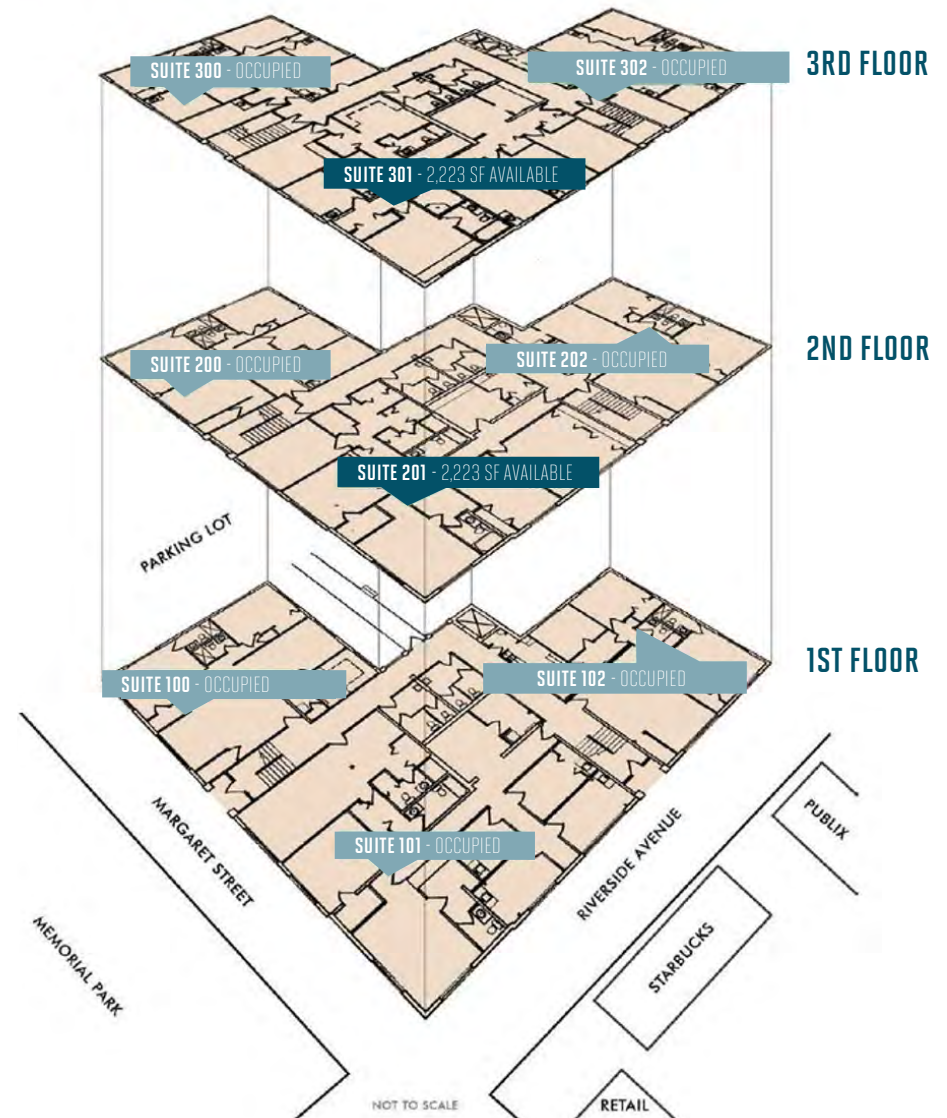 3RD FLOOR
SUITE 300 - OCCUPIED
SUITE 302 - OCCUPIED
SUITE 301 - 2,223 SF AVAILABLE
2ND FLOOR
SUITE 200 - OCCUPIED
SUITE 202 - OCCUPIED
SUITE 201 - 2,223 SF AVAILABLE
PARKING LOT
1ST FLOOR
SUITE 100 - OCCUPIED
SUITE 102 - OCCUPIED
SUITE 101 - OCCUPIED
MARGARET STREET
RIVERSIDE AVENUE
PUBLIX
MEMORIAL PARK
STARBUCKS
NOT TO SCALE
RETAIL